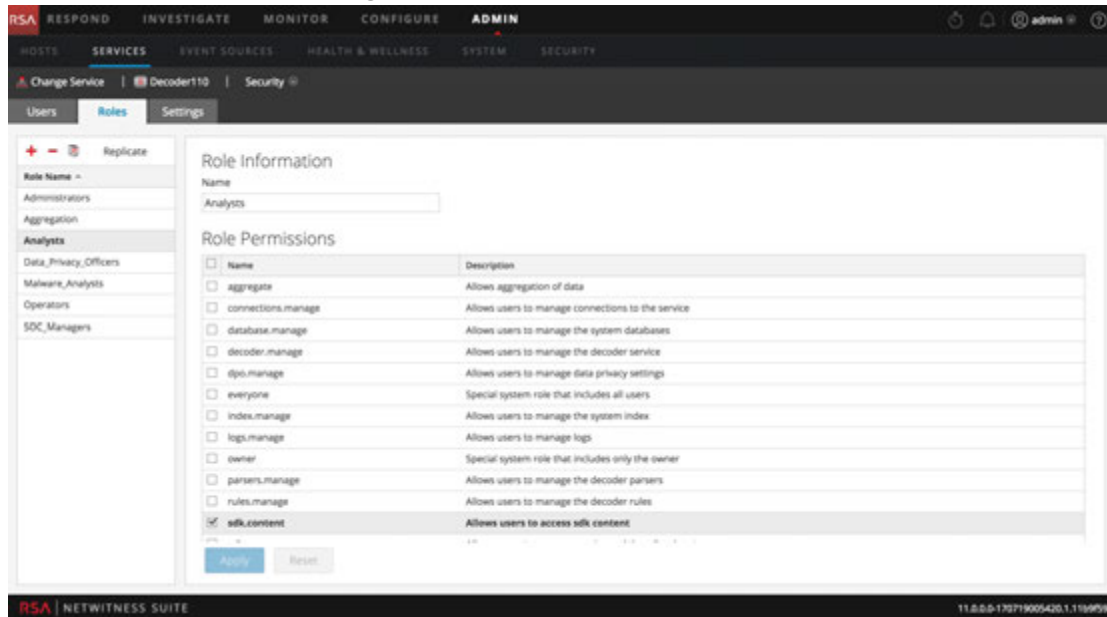 RSA RESPOND INVESTIGATE MONITOR CONFIGURE ADMIN admin
HOSTS SERVICES EVENT SOURCES HEALTH & WELLNESS SYSTEM SECURITY
Change Service | Decoder110 | Security
Users Roles Settings
Replicate
Role Name
Administrators
Aggregation
Analysts
Data_Privacy_Officers
Malware_Analysts
Operators
SOC_Managers
Role Information
Name
Analysts
Role Permissions
Name Description
aggregate Allows aggregation of data
connections.manage Allows users to manage connections to the service
database.manage Allows users to manage the system databases
decoder.manage Allows users to manage the decoder service
dpo.manage Allows users to manage data privacy settings
everyone Special system role that includes all users
index.manage Allows users to manage the system index
logs.manage Allows users to manage logs
owner Special system role that includes only the owner
parsers.manage Allows users to manage the decoder parsers
rules.manage Allows users to manage the decoder rules
sdk.content Allows users to access sdk content
Apply Reset
RSA | NETWITNESS SUITE